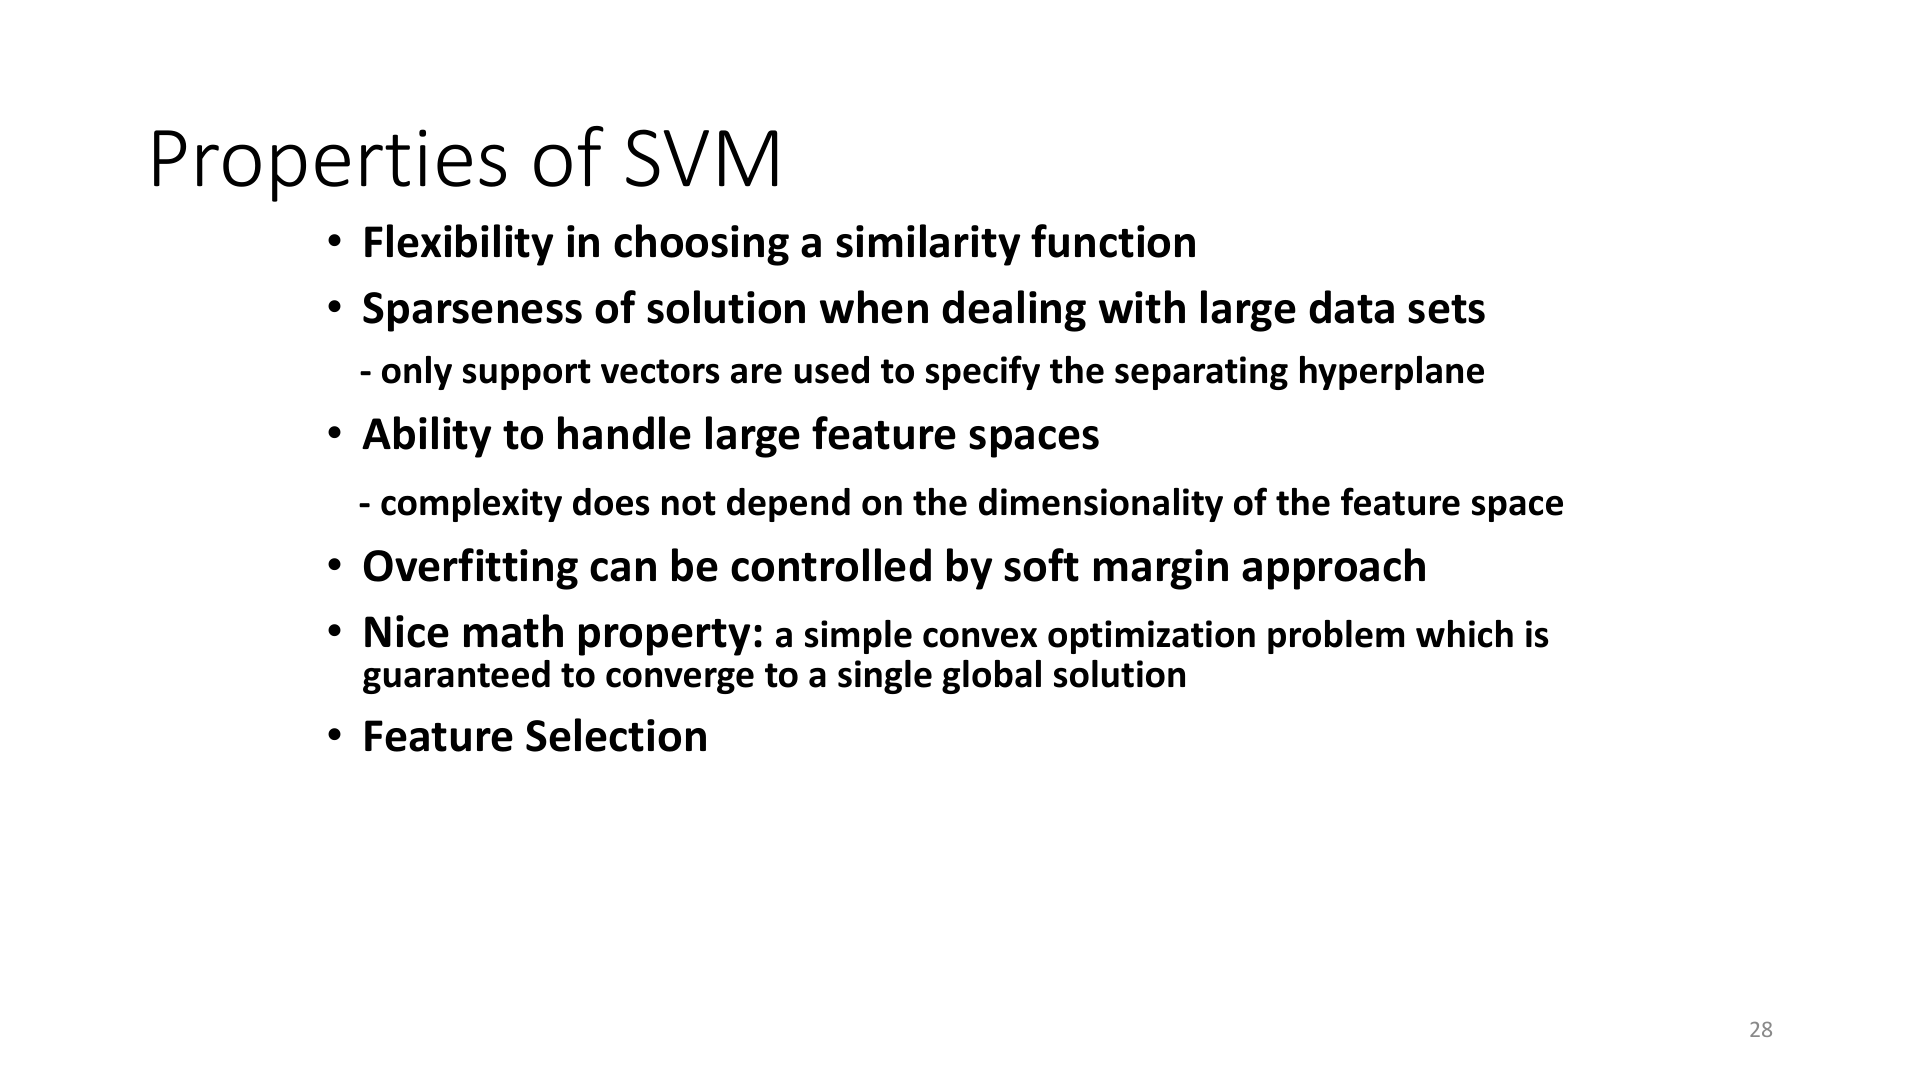 Properties of SVM
• Flexibility in choosing a similarity function
• Sparseness of solution when dealing with large data sets
- only support vectors are used to specify the separating hyperplane
• Ability to handle large feature spaces
- complexity does not depend on the dimensionality of the feature space
• Overfitting can be controlled by soft margin approach
• Nice math property: a simple convex optimization problem which is
guaranteed to converge to a single global solution
• Feature Selection
28